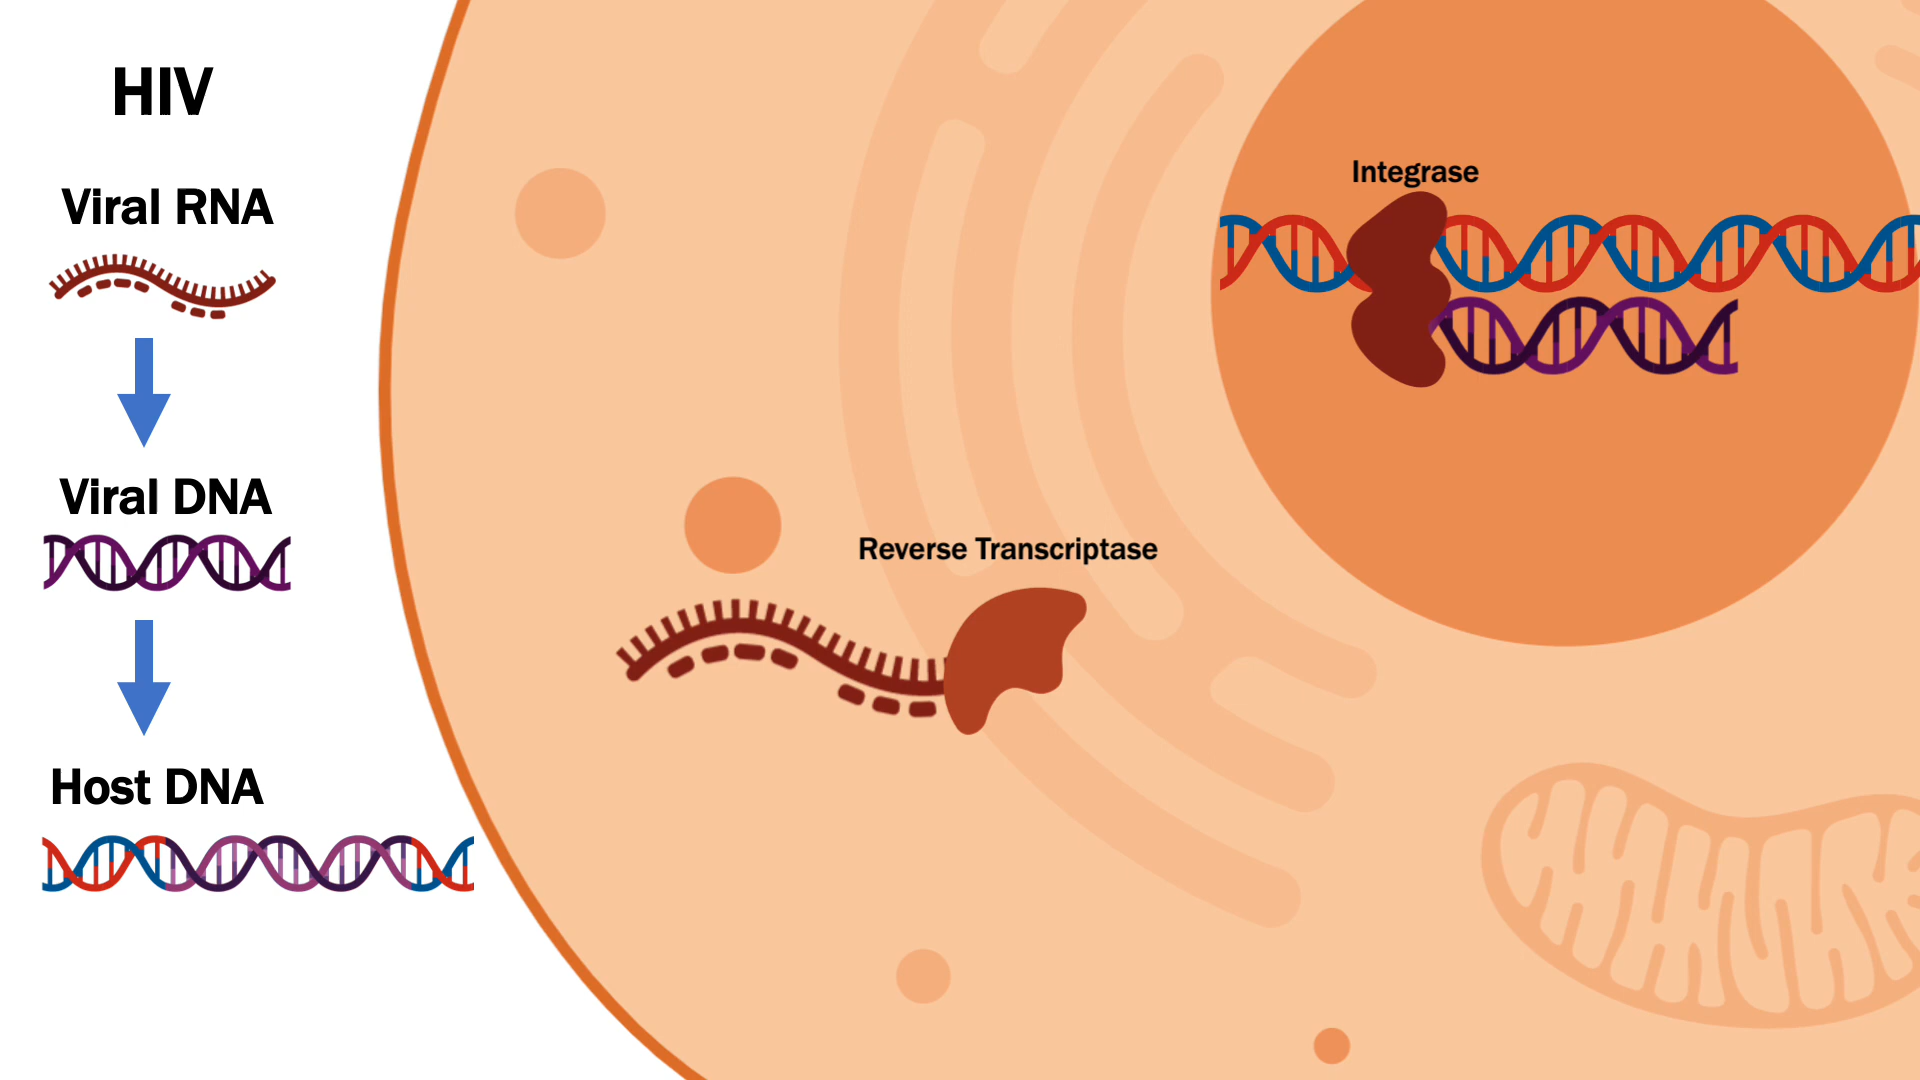 HIV
Viral RNA
Viral DNA
Host DNA
Integrase
Reverse Transcriptase